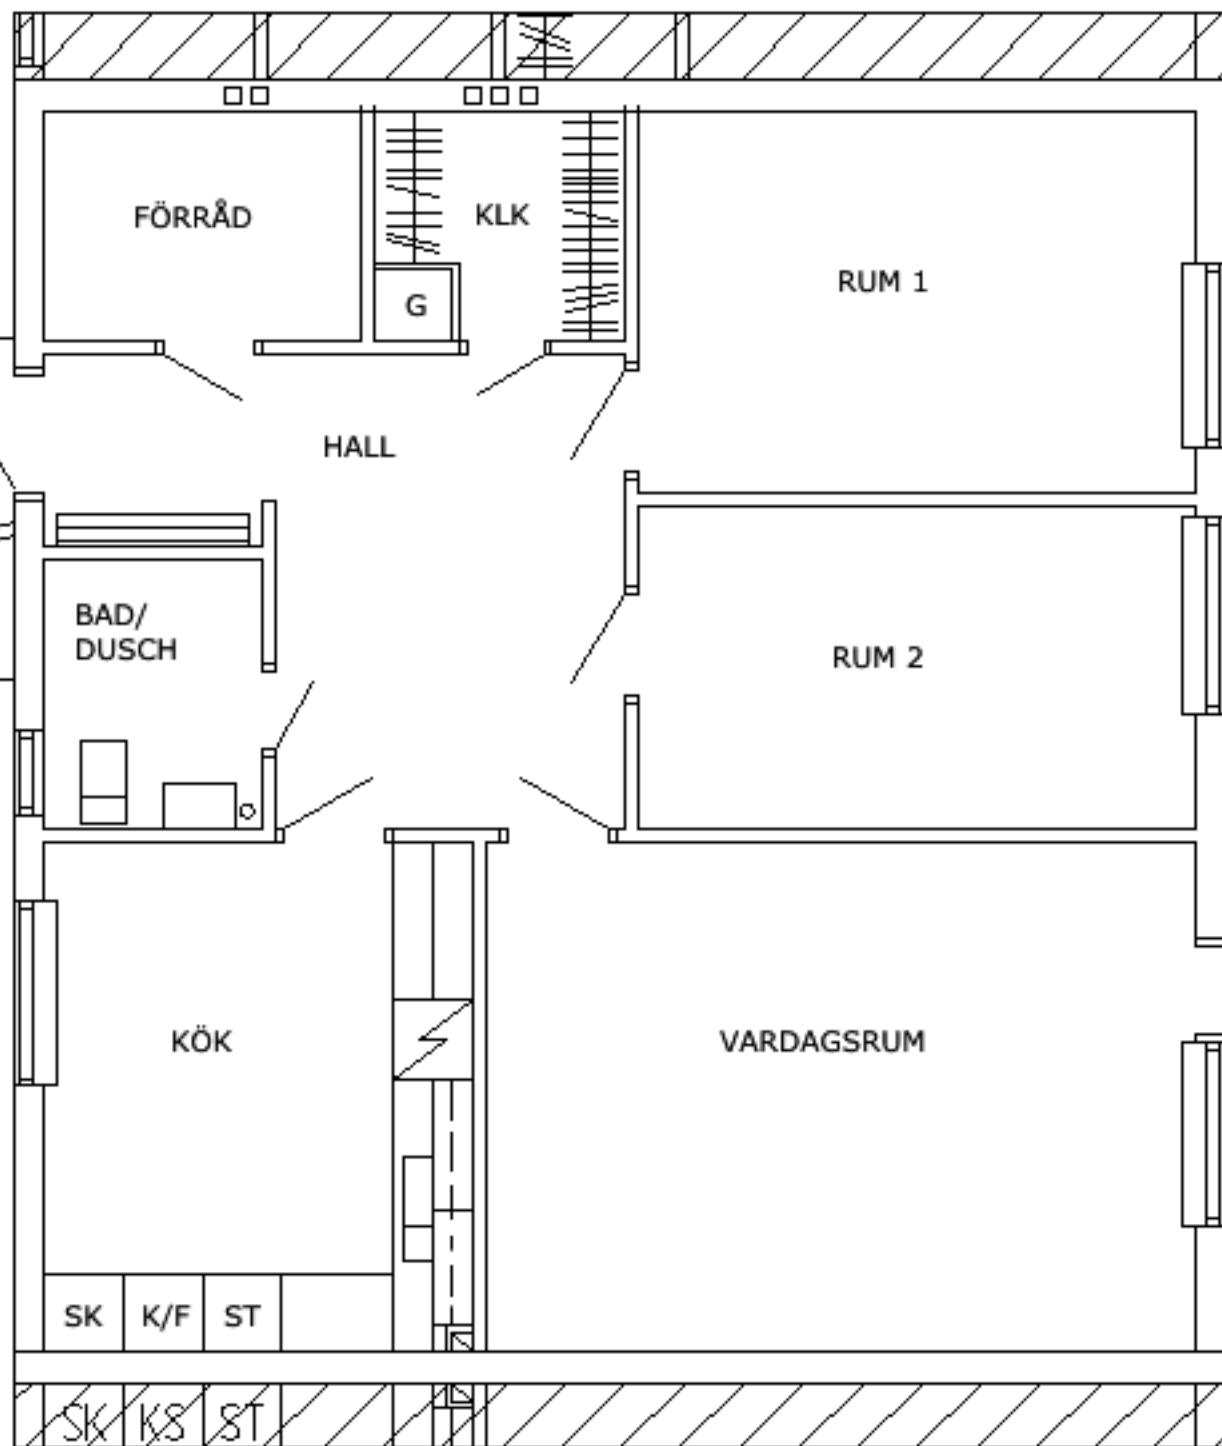 FÖRRÅD
KLK
RUM 1
G
HALL
BAD/
DUSCH
RUM 2
KÖK
VARDAGSRUM
SK K/F ST
SK KS ST